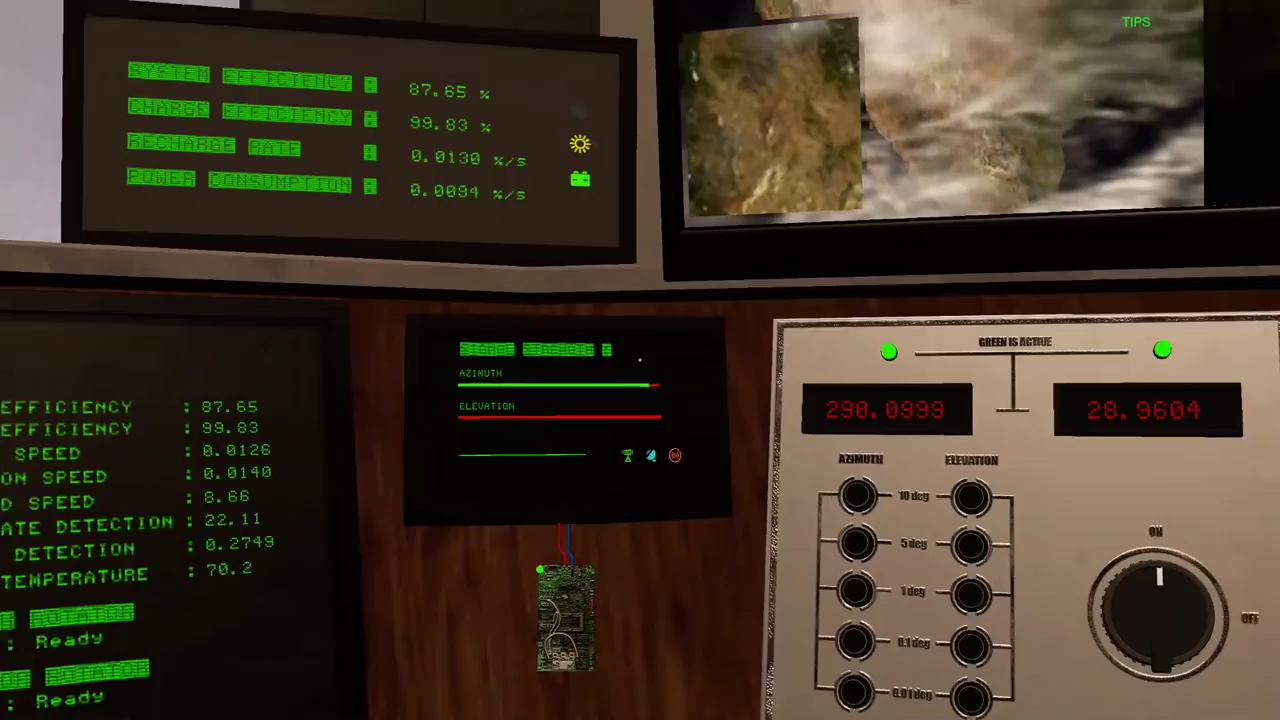 SYSTEM EFFICIENCY : 87.65 %
CHARGE EFFICIENCY : 99.83 %
RECHARGE RATE : 0.0130 %/s
POWER CONSUMPTION : 0.0094 %/s
TIPS
EFFICIENCY : 87.65
EFFICIENCY : 99.83
SPEED : 0.0126
ON SPEED : 0.0140
D SPEED : 8.66
ATE DETECTION : 22.11
DETECTION : 0.2749
TEMPERATURE : 70.2
: Ready
: Ready
SIGNAL STRENGTH :
AZIMUTH
ELEVATION
GREEN IS ACTIVE
290.0999 28.9604
AZIMUTH ELEVATION
10 deg
5 deg
1 deg
0.1 deg
0.01 deg
ON
OFF